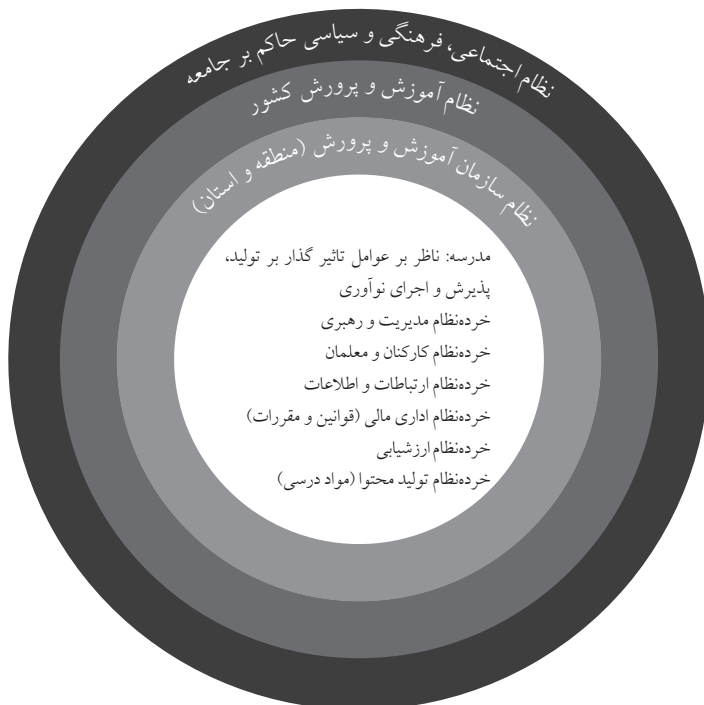 نظام اجتماعی، فرهنگی و سیاسی حاکم بر جامعه
نظام آموزش و پرورش کشور
نظام سازمان آموزش و پرورش (منطقه و استان)
مدرسه: ناظر بر عوامل تاثیر گذار بر تولید،
پذیرش و اجرای نوآوری
خرده‌نظام مدیریت و رهبری
خرده‌نظام کارکنان و معلمان
خرده‌نظام ارتباطات و اطلاعات
خرده‌نظام اداری مالی (قوانین و مقررات)
خرده‌نظام ارزشیابی
خرده‌نظام تولید محتوا (مواد درسی)